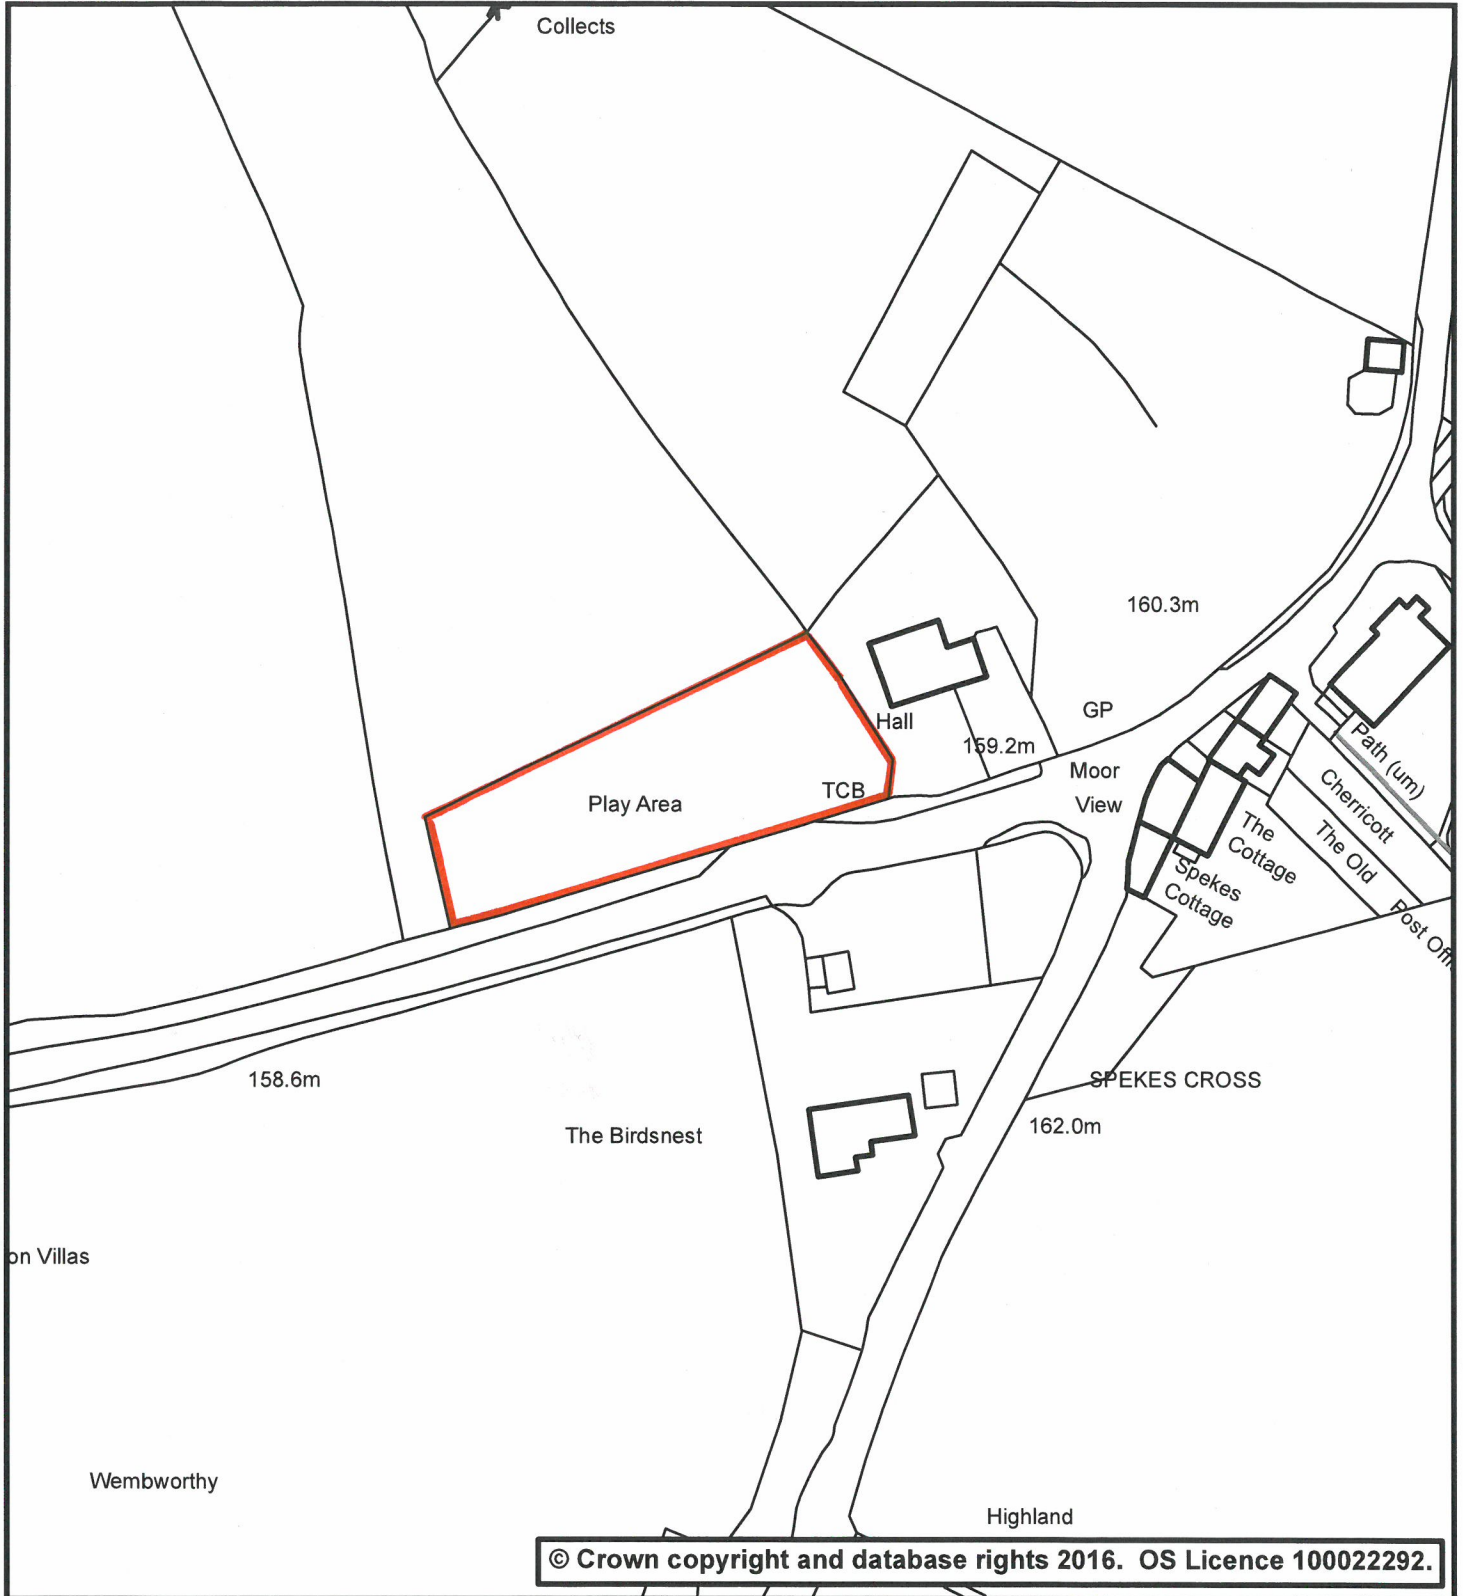 Collects
160.3m
GP
Hall
159.2m
Moor
View
TCB
Play Area
Path (um)
Cherricott
The Old
Post Offi
The
Cottage
Spekes
Cottage
158.6m
SPEKES CROSS
162.0m
The Birdsnest
on Villas
Wembworthy
Highland
© Crown copyright and database rights 2016. OS Licence 100022292.